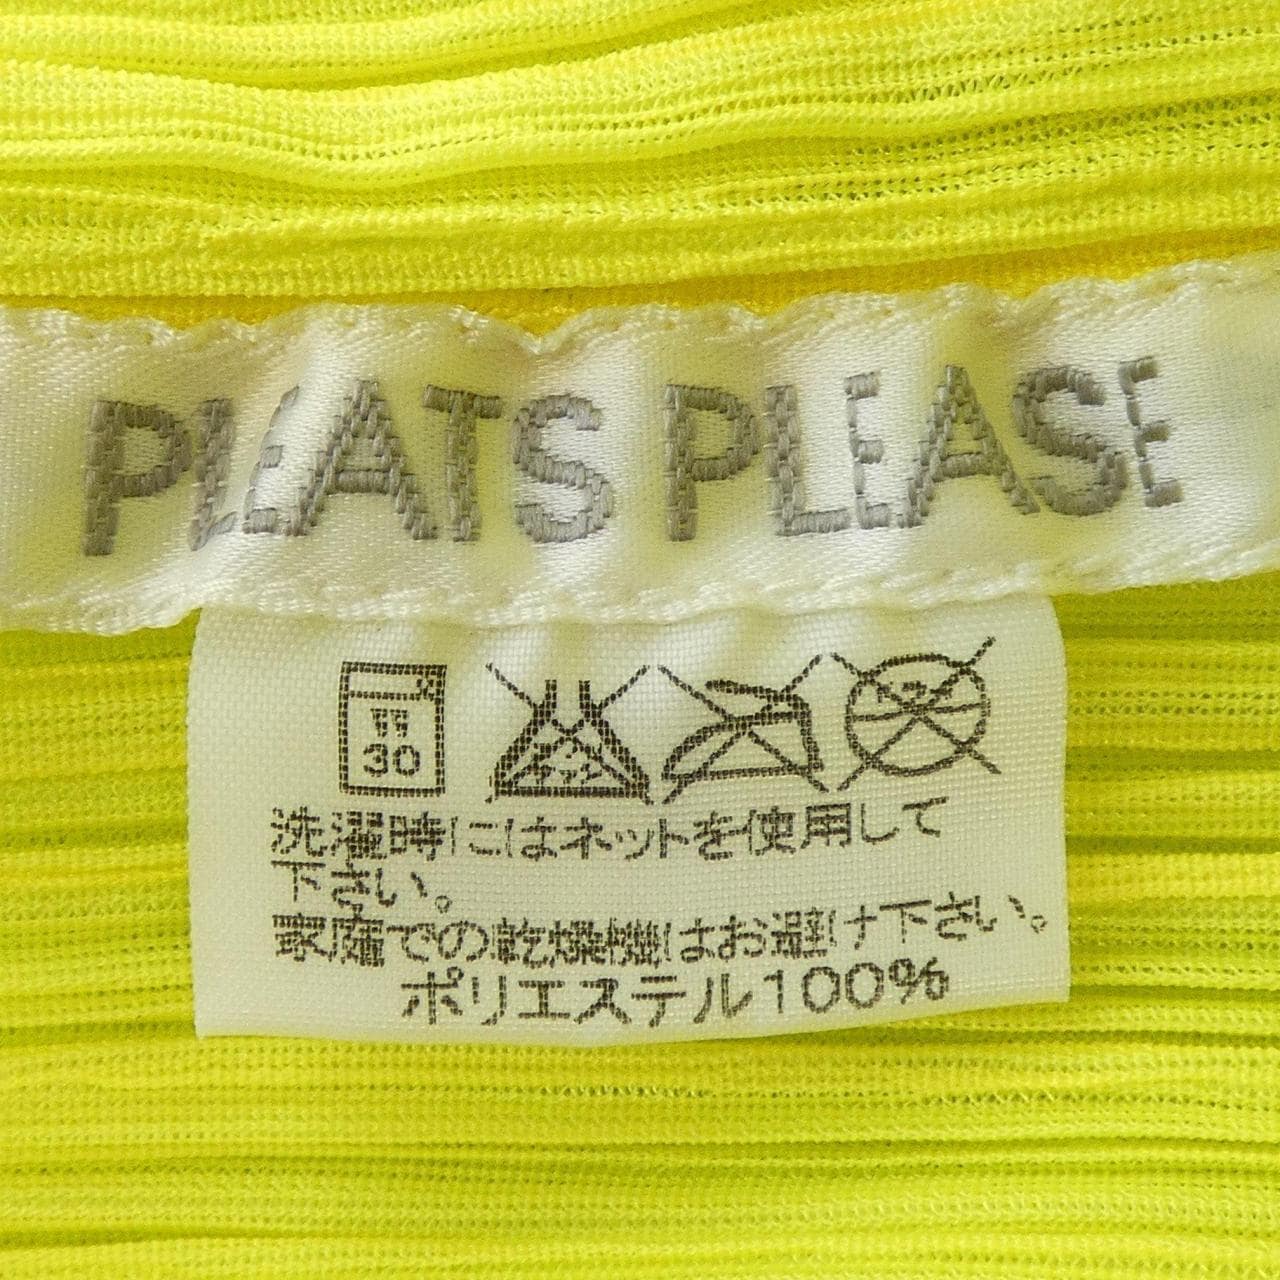 PLEATS PLEASE
30
洗濯時にはネットを使用して
下さい。
家庭での乾燥機はお避け下さい。
ポリエステル100%